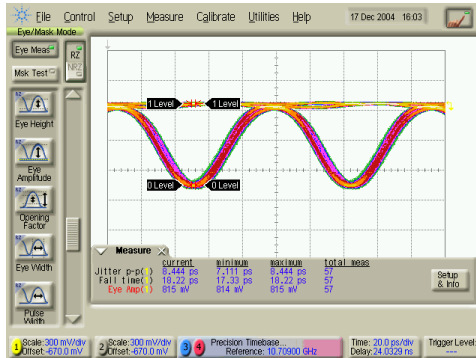 File Control Setup Measure Calibrate Utilities Help 17 Dec 2004 16:03
Eye/Mask Mode
Eye Meas
RZ
NRZ
Msk Test
Eye Height
Eye Amplitude
Opening Factor
Eye Width
Pulse Width
1 Level 1 Level
0 Level 0 Level
Measure
current minimum maximum total meas
Jitter p-p( ) 8.444 ps 7.111 ps 8.444 ps 57
Fall time( ) 18.22 ps 17.33 ps 18.22 ps 57
Eye Amp( ) 815 mV 814 mV 815 mV 57
Setup & Info
1 Scale:300 mV/div
Offset:-670.0 mV
2 Scale:300 mV/div
Offset:-670.0 mV
3 4 Precision Timebase...
Reference: 10.70900 GHz
Time: 20.0 ps/div
Delay:24.0329 ns
Trigger Level